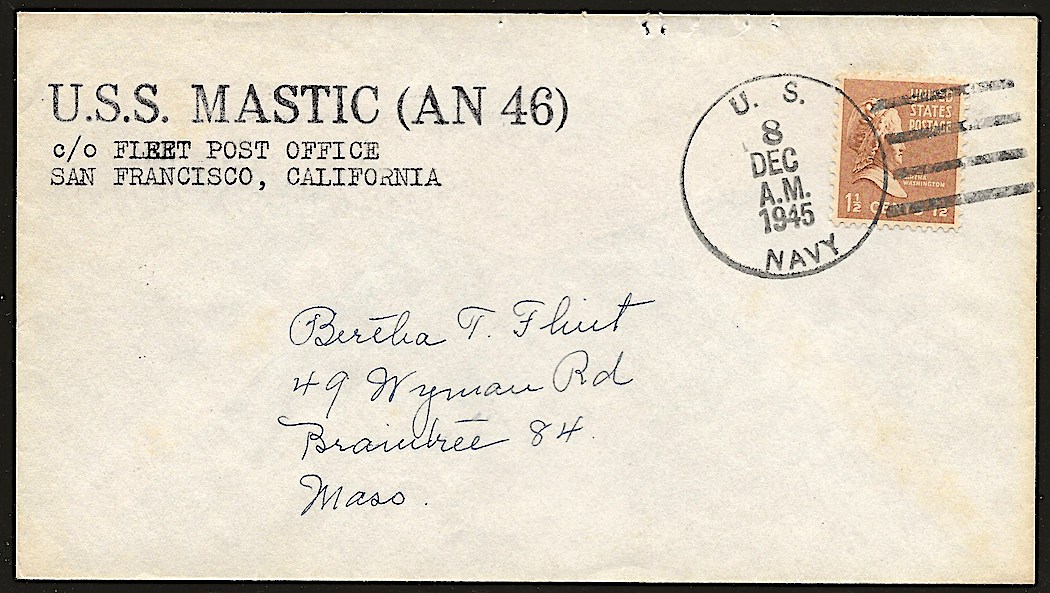 U.S.S. MASTIC (AN 46)
c/o FLEET POST OFFICE
SAN FRANCISCO, CALIFORNIA
U. S.
8
DEC
A.M.
1945
NAVY
UNITED
STATES
POSTAGE
MARTHA
WASHINGTON
1½ CENTS 1½
Bertha T. Flint
49 Wyman Rd
Braintree 84
Mass.